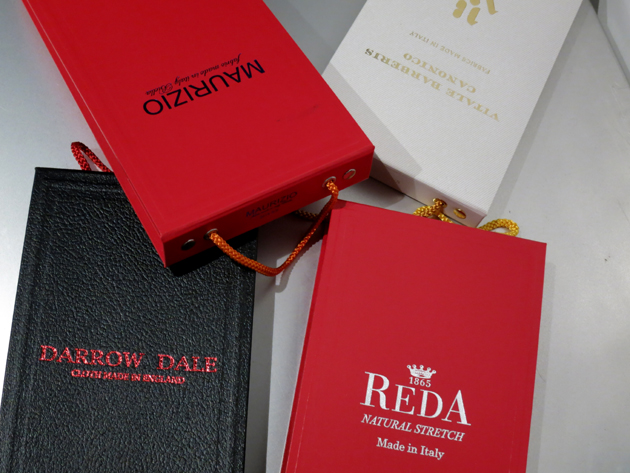 MAURIZIO
fabric made in italy Biella
VITALE BARBERIS
CANONICO
FABRICS MADE IN ITALY
DARROW DALE
CLOTH MADE IN ENGLAND
1865
REDA
NATURAL STRETCH
Made in Italy